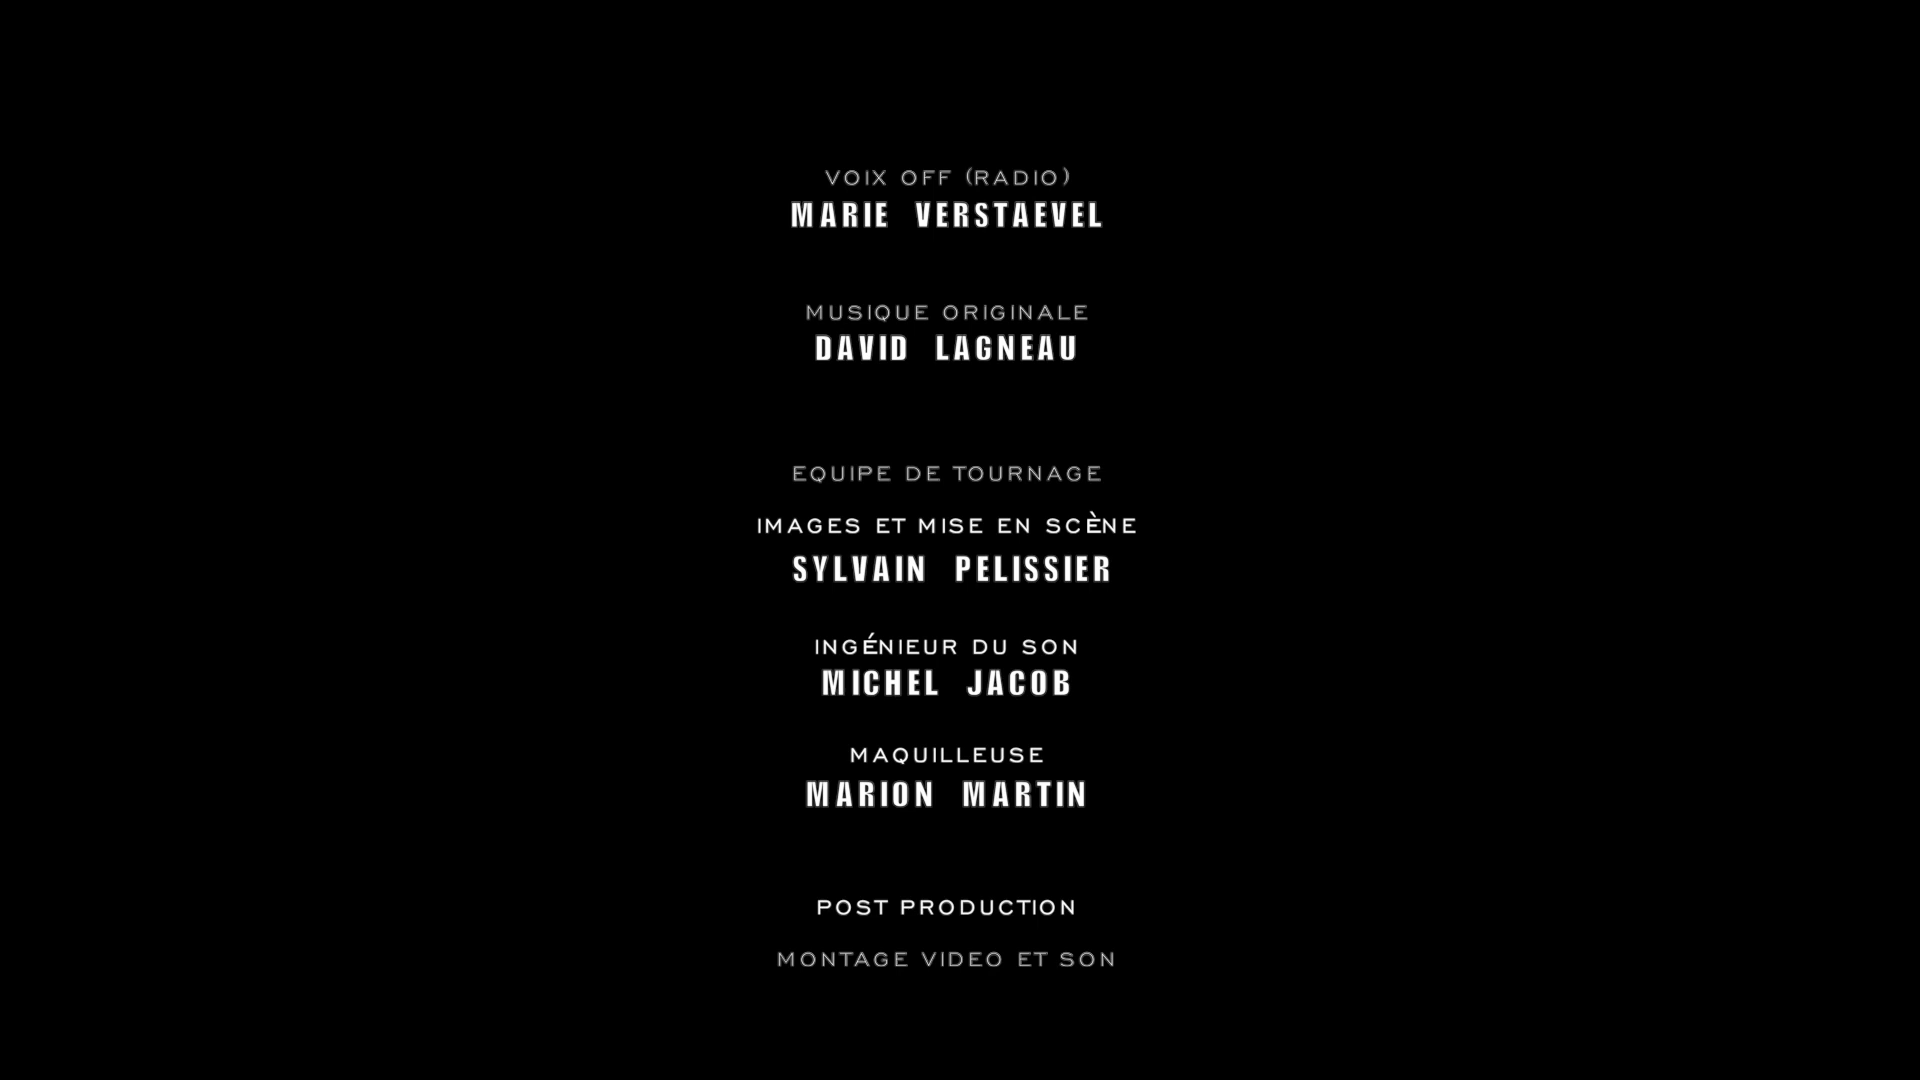 VOIX OFF (RADIO)
MARIE VERSTAEVEL
MUSIQUE ORIGINALE
DAVID LAGNEAU
EQUIPE DE TOURNAGE
IMAGES ET MISE EN SCÈNE
SYLVAIN PELISSIER
INGÉNIEUR DU SON
MICHEL JACOB
MAQUILLEUSE
MARION MARTIN
POST PRODUCTION
MONTAGE VIDEO ET SON